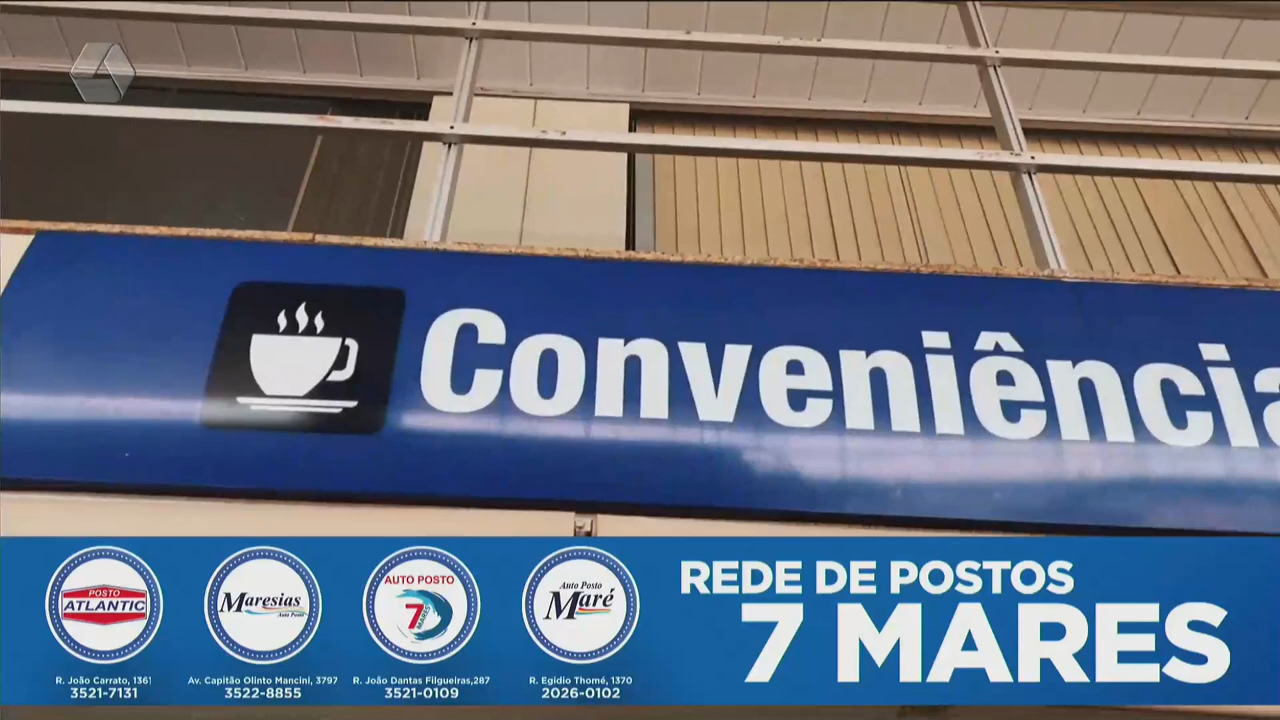 Conveniência
POSTO
ATLANTIC
Maresias
Auto Posto
AUTO POSTO
7
MARES
Auto Posto
Maré
REDE DE POSTOS
7 MARES
R. João Carrato, 1361
3521-7131
Av. Capitão Olinto Mancini, 3797
3522-8855
R. João Dantas Filgueiras,287
3521-0109
R. Egidio Thomé, 1370
2026-0102